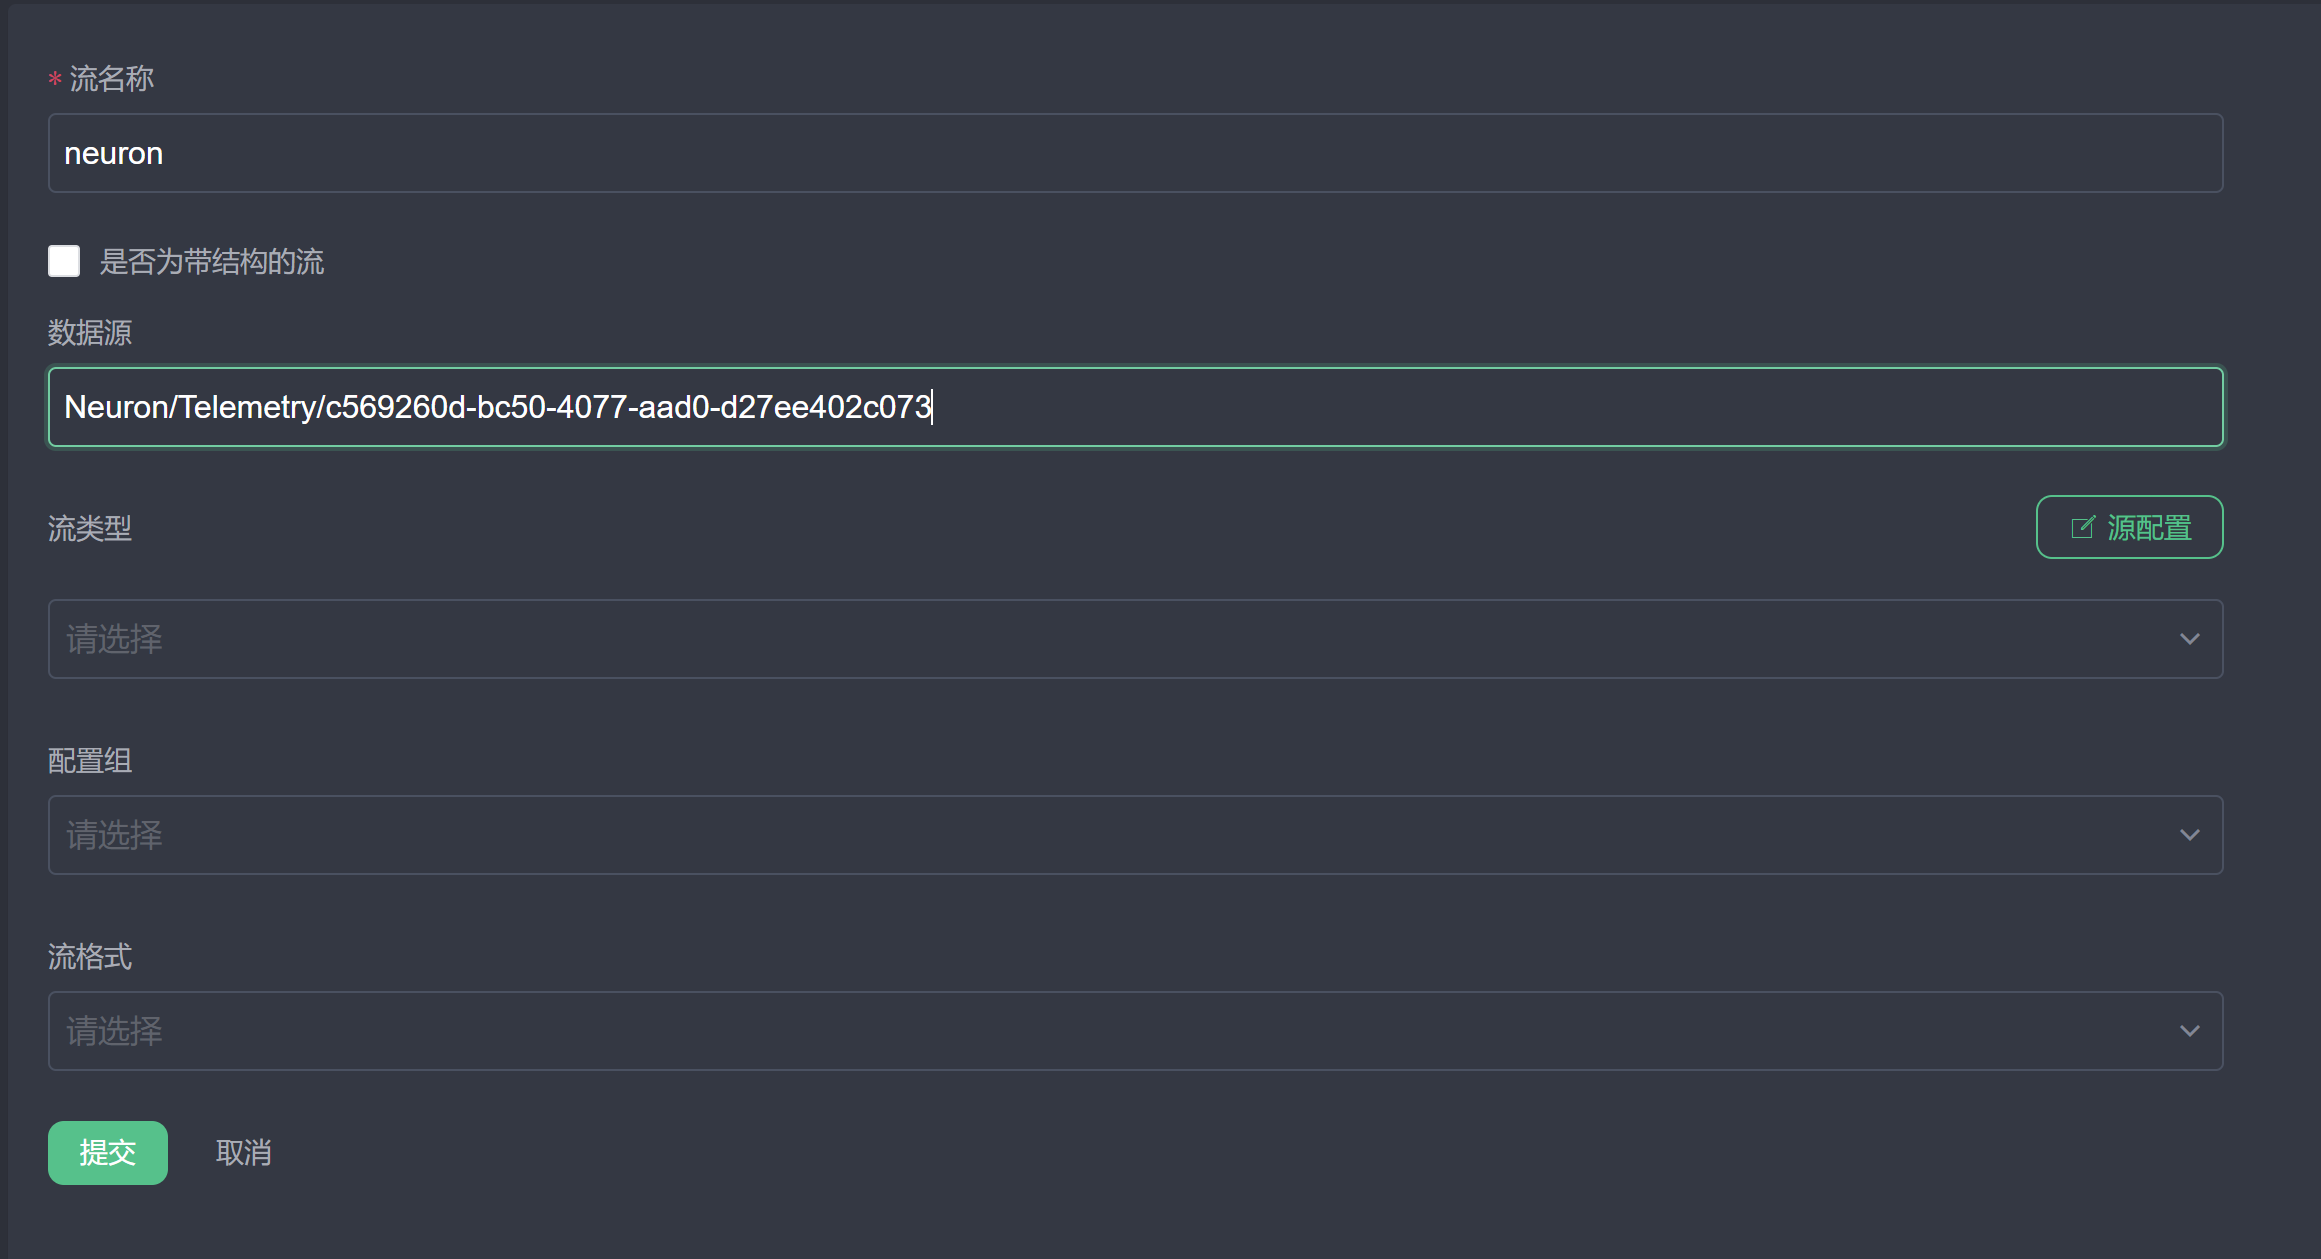 * 流名称
neuron
是否为带结构的流
数据源
Neuron/Telemetry/c569260d-bc50-4077-aad0-d27ee402c073
流类型
源配置
请选择
配置组
请选择
流格式
请选择
提交 取消